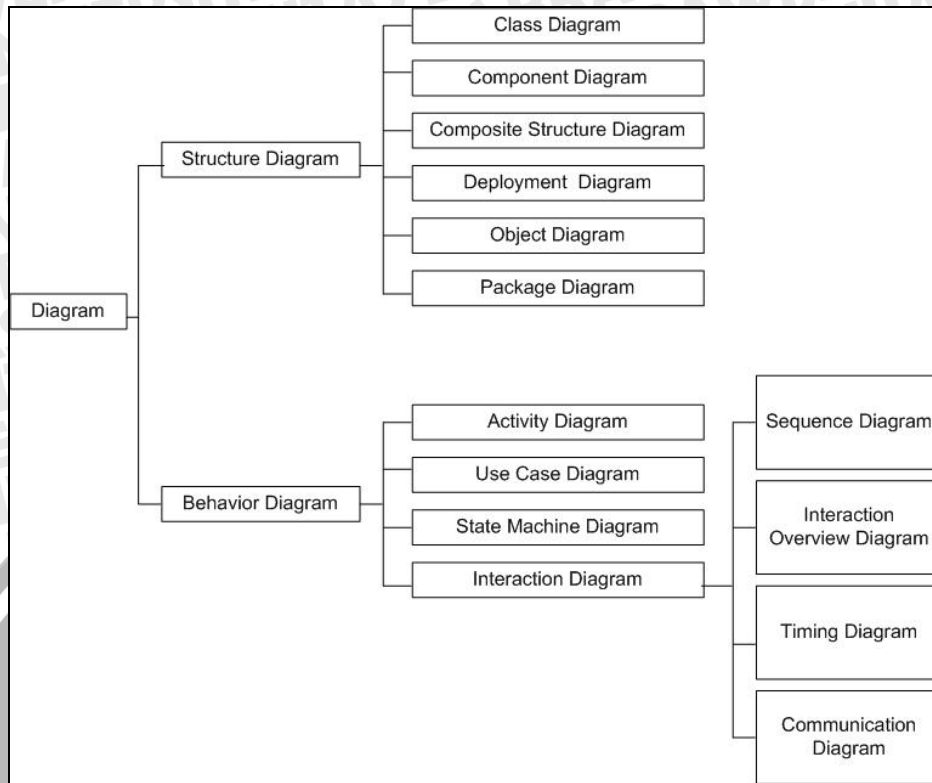 Class Diagram
Component Diagram
Composite Structure Diagram
Structure Diagram
Deployment Diagram
Object Diagram
Package Diagram
Diagram
Activity Diagram
Use Case Diagram
Behavior Diagram
State Machine Diagram
Interaction Diagram
Sequence Diagram
Interaction
Overview Diagram
Timing Diagram
Communication
Diagram